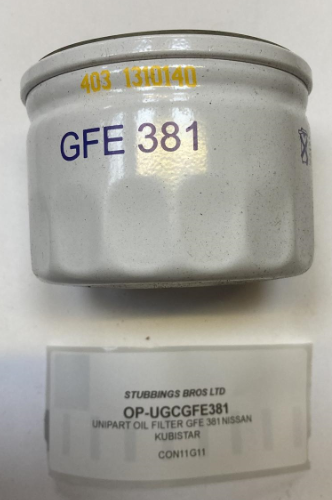 403 1310140
GFE 381
STUBBINGS BROS LTD
OP-UGCGFE381
UNIPART OIL FILTER GFE 381 NISSAN
KUBISTAR
CON11G11